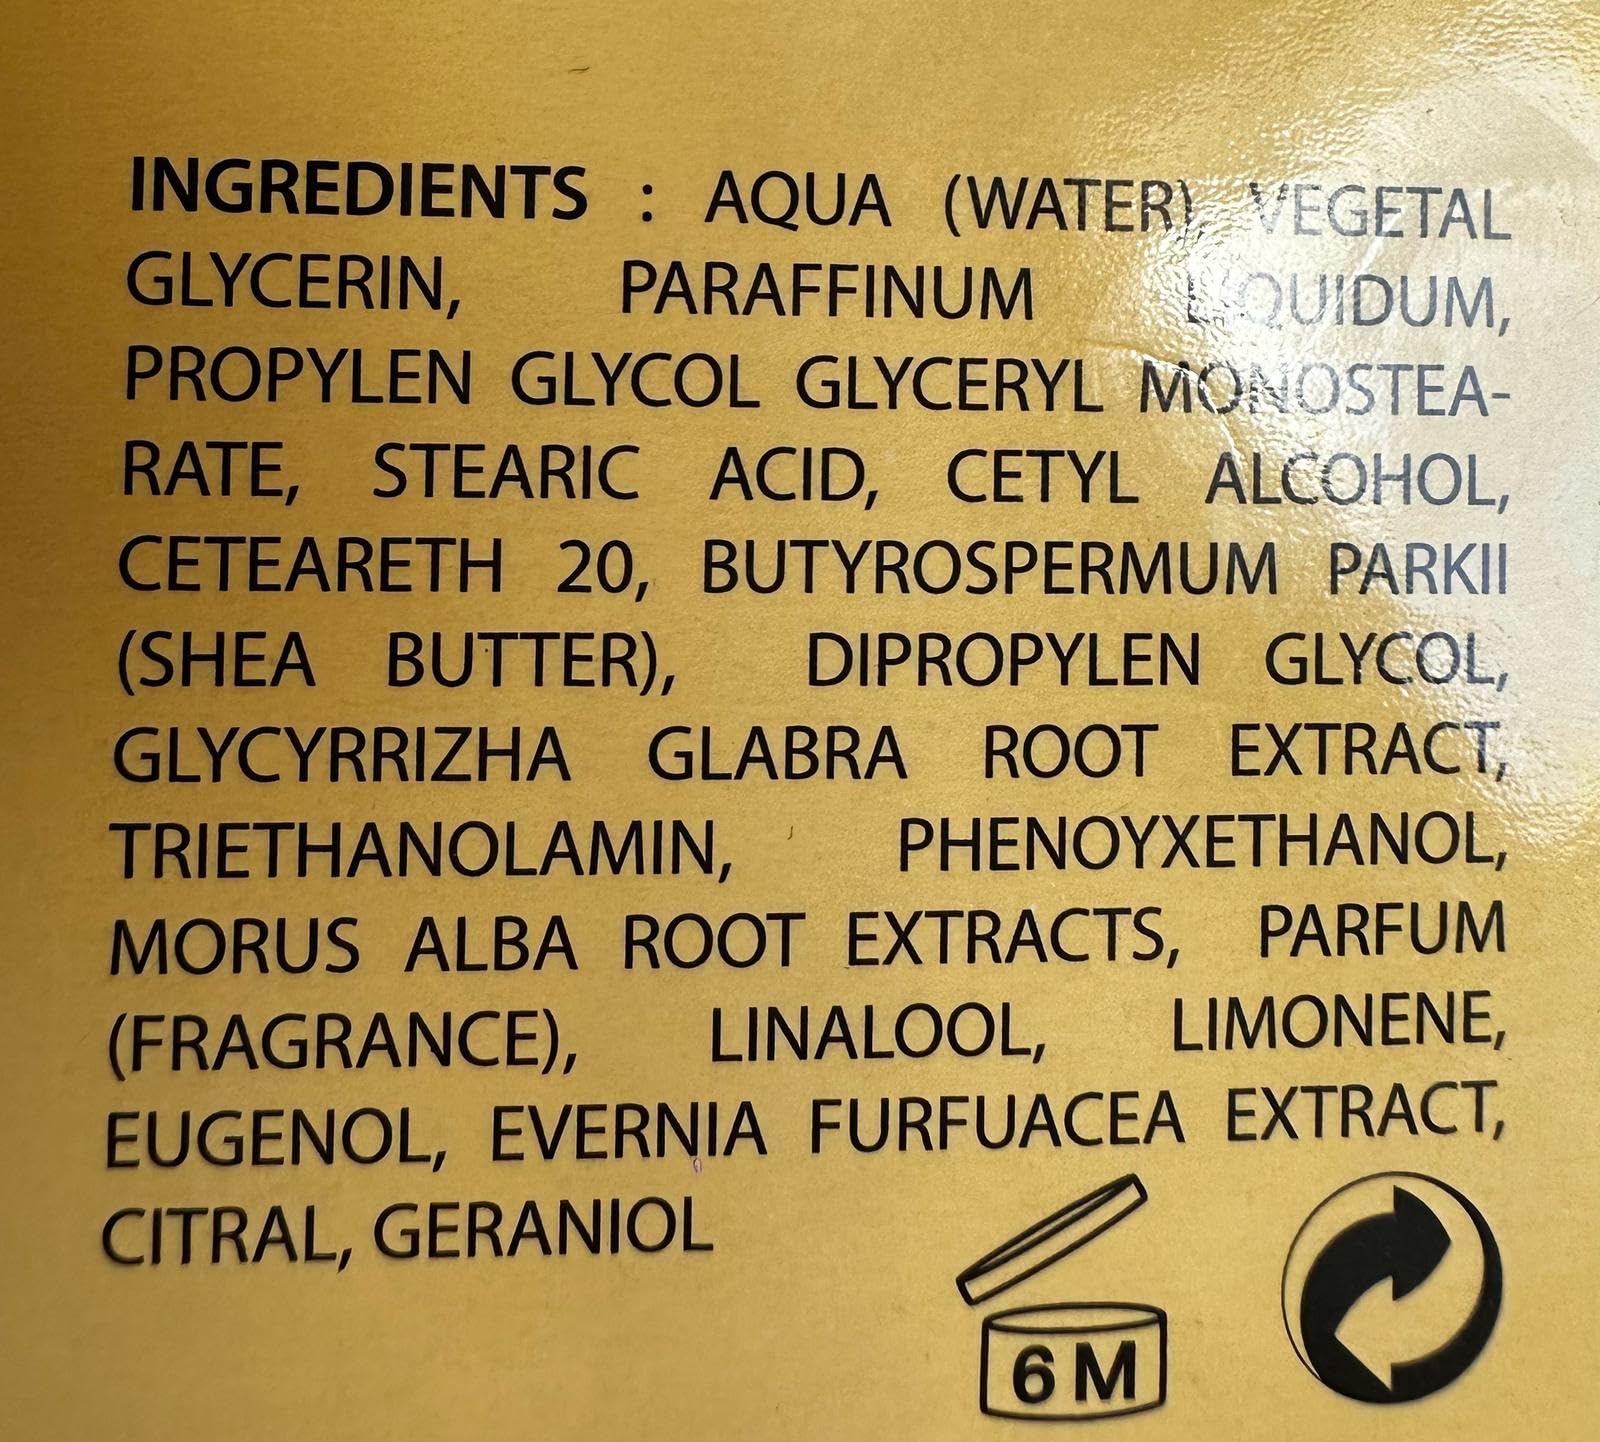 INGREDIENTS : AQUA (WATER), VEGETAL
GLYCERIN, PARAFFINUM LIQUIDUM,
PROPYLEN GLYCOL GLYCERYL MONOSTEA-
RATE, STEARIC ACID, CETYL ALCOHOL,
CETEARETH 20, BUTYROSPERMUM PARKII
(SHEA BUTTER), DIPROPYLEN GLYCOL,
GLYCYRRIZHA GLABRA ROOT EXTRACT,
TRIETHANOLAMIN, PHENOYXETHANOL,
MORUS ALBA ROOT EXTRACTS, PARFUM
(FRAGRANCE), LINALOOL, LIMONENE,
EUGENOL, EVERNIA FURFUACEA EXTRACT,
CITRAL, GERANIOL
6 M